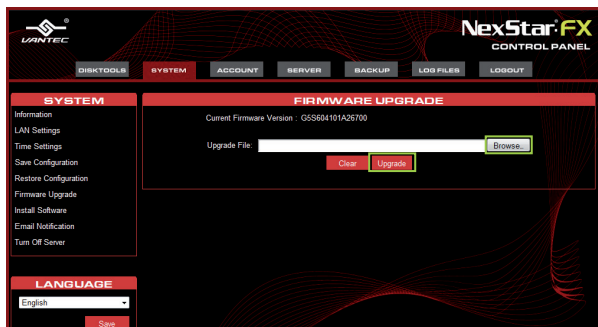 VANTEC
NexStar FX
CONTROL PANEL
DISKTOOLS SYSTEM ACCOUNT SERVER BACKUP LOG FILES LOGOUT
SYSTEM
Information
LAN Settings
Time Settings
Save Configuration
Restore Configuration
Firmware Upgrade
Install Software
Email Notification
Turn Off Server
FIRMWARE UPGRADE
Current Firmware Version : G5S604101A26700
Upgrade File: Browse..
Clear Upgrade
LANGUAGE
English
Save